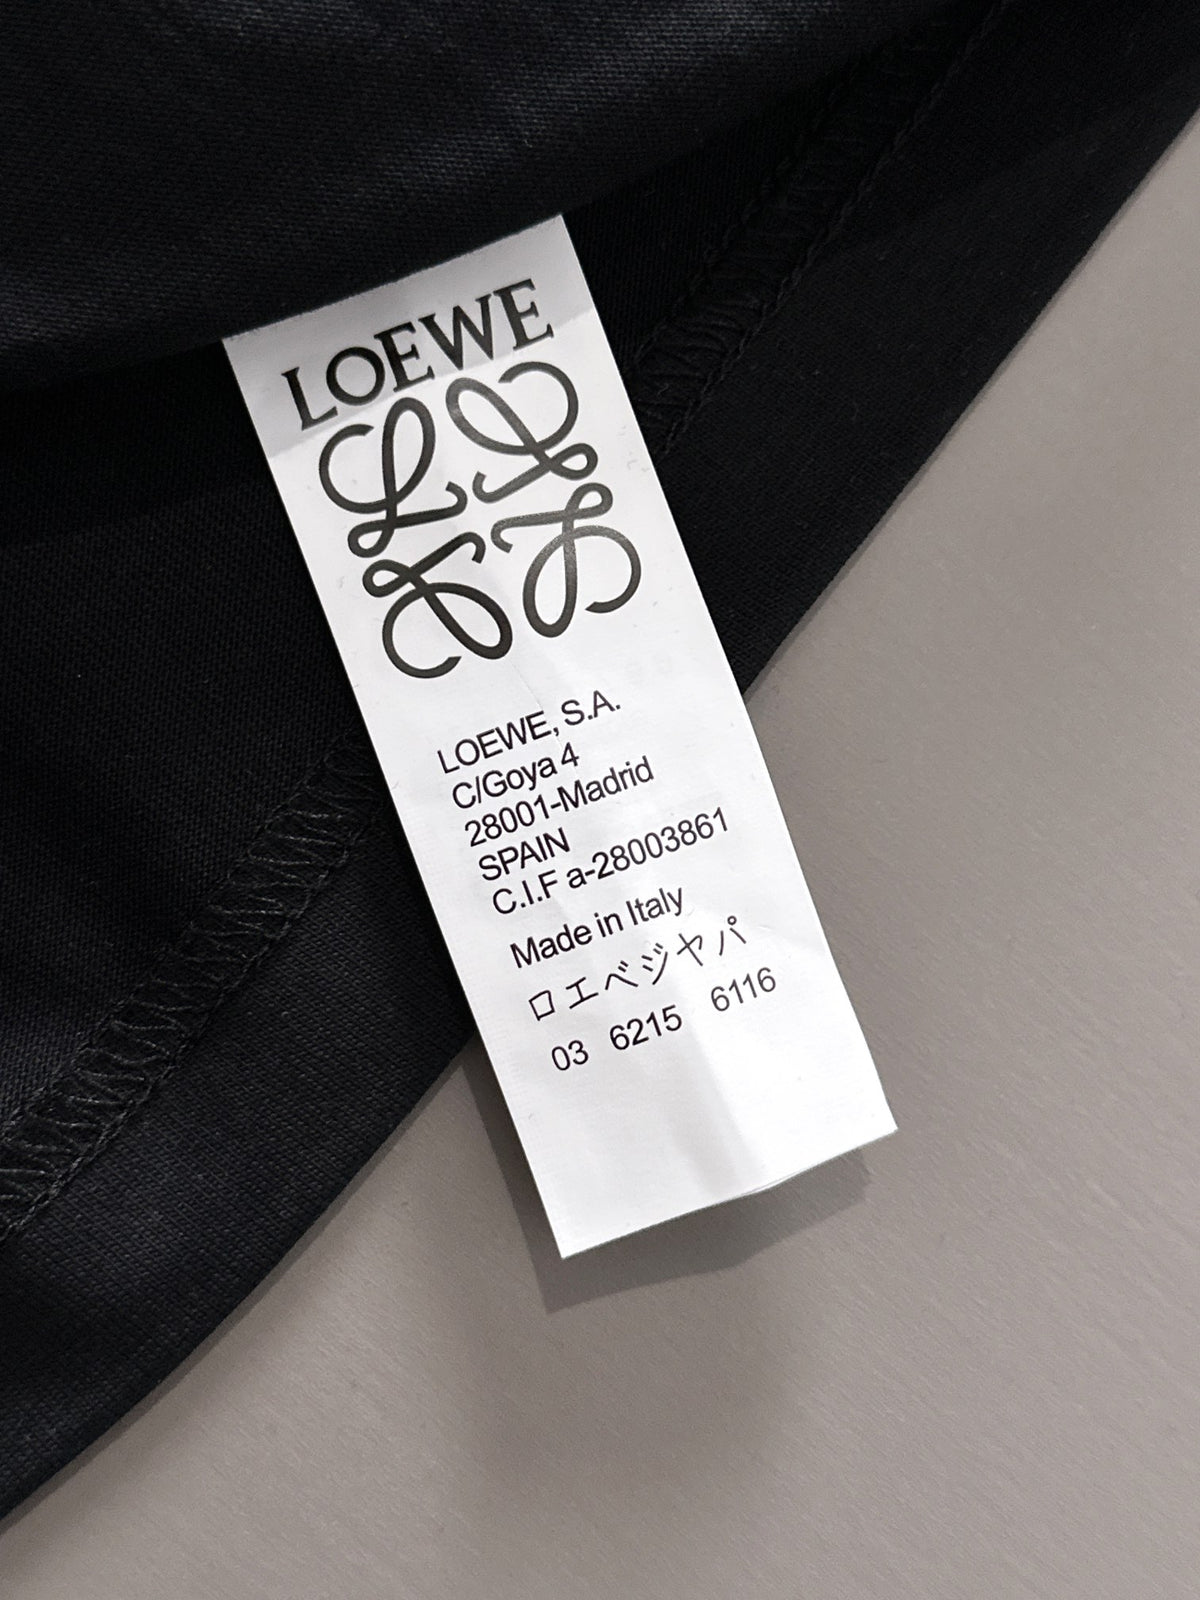 LOEWE
LOEWE, S.A.
C/Goya 4
28001-Madrid
SPAIN
C.I.F a-28003861
Made in Italy
ロエベジャパ
03 6215 6116